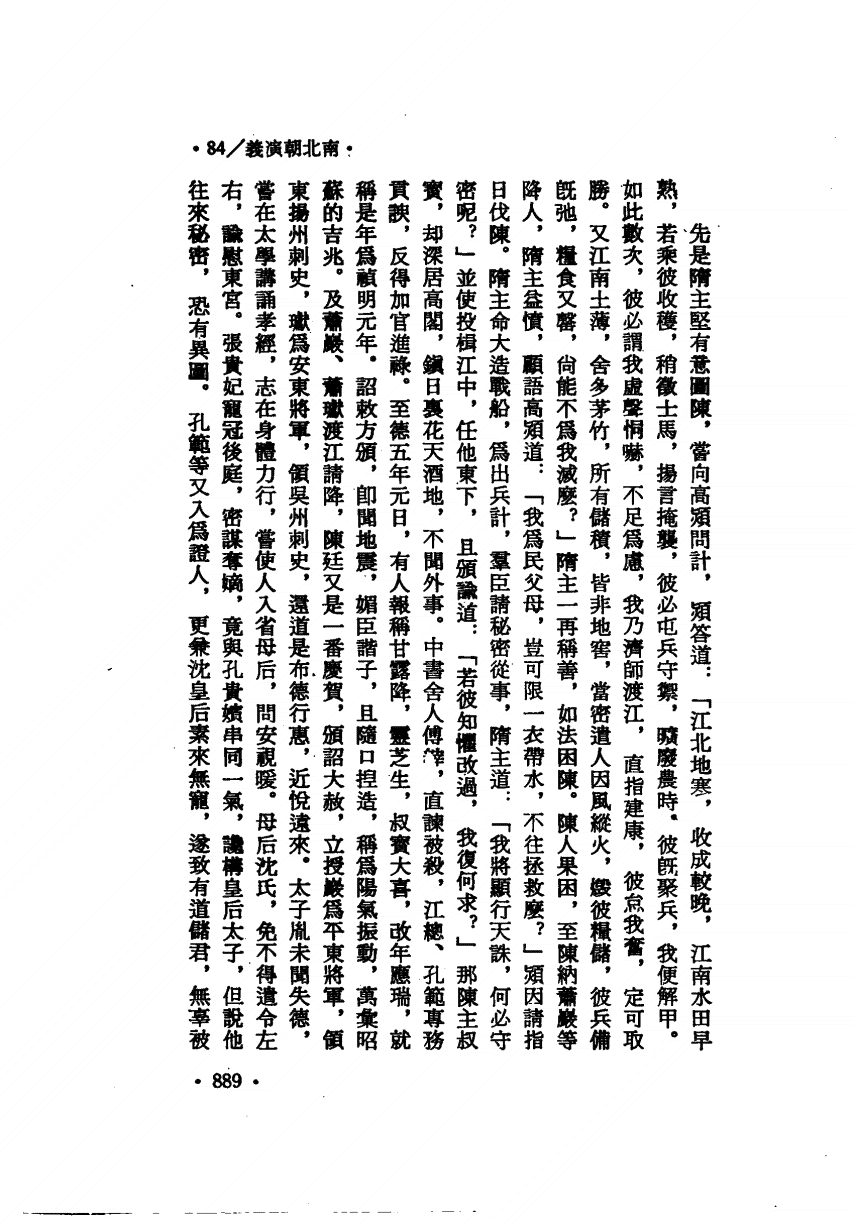 ·84/義演朝北南·
先是隋主堅有意圖陳，嘗向高熲問計，熲答道：「江北地寒，收成較晚，江南水田早
熟，若乘彼收穫，稍徵士馬，揚言掩襲，彼必屯兵守禦，曠廢農時。彼旣聚兵，我便解甲。
如此數次，彼必謂我虛聲恫嚇，不足爲慮，我乃濟師渡江，直指建康，彼怠我奮，定可取
勝。又江南土薄，舍多茅竹，所有儲積，皆非地窖，當密遣人因風縱火，燬彼糧儲，彼兵備
旣弛，糧食又罄，尙能不爲我滅麼？」隋主一再稱善，如法困陳。陳人果困，至陳納蕭巖等
降人，隋主益憤，顧語高熲道：「我爲民父母，豈可限一衣帶水，不往拯救麼？」熲因請指
日伐陳。隋主命大造戰船，爲出兵計，羣臣請秘密從事，隋主道：「我將顯行天誅，何必守
密呢？」並使投楫江中，任他東下，且頒諭道：「若彼知懼改過，我復何求？」那陳主叔
寶，却深居高閣，鎭日裏花天酒地，不聞外事。中書舍人傅縡，直諫被殺，江總、孔範專務
貢諛，反得加官進祿。至德五年元日，有人報稱甘露降，靈芝生，叔寶大喜，改年應瑞，就
稱是年爲禎明元年。詔敕方頒，卽聞地震，媚臣諧子，且隨口捏造，稱爲陽氣振動，萬彙昭
蘇的吉兆。及蕭巖、蕭瓛渡江請降，陳廷又是一番慶賀，頒詔大赦，立授巖爲平東將軍，領
東揚州刺史，瓛爲安東將軍，領吳州刺史，還道是布德行惠，近悅遠來。太子胤未聞失德，
嘗在太學講誦孝經，志在身體力行，嘗使人入省母后，問安視暖。母后沈氏，免不得遣令左
右，諭慰東宮。張貴妃寵冠後庭，密謀奪嫡，竟與孔貴嬪串同一氣，讒構皇后太子，但說他
往來秘密，恐有異圖。孔範等又入爲證人，更兼沈皇后素來無寵，遂致有道儲君，無辜被
·889·